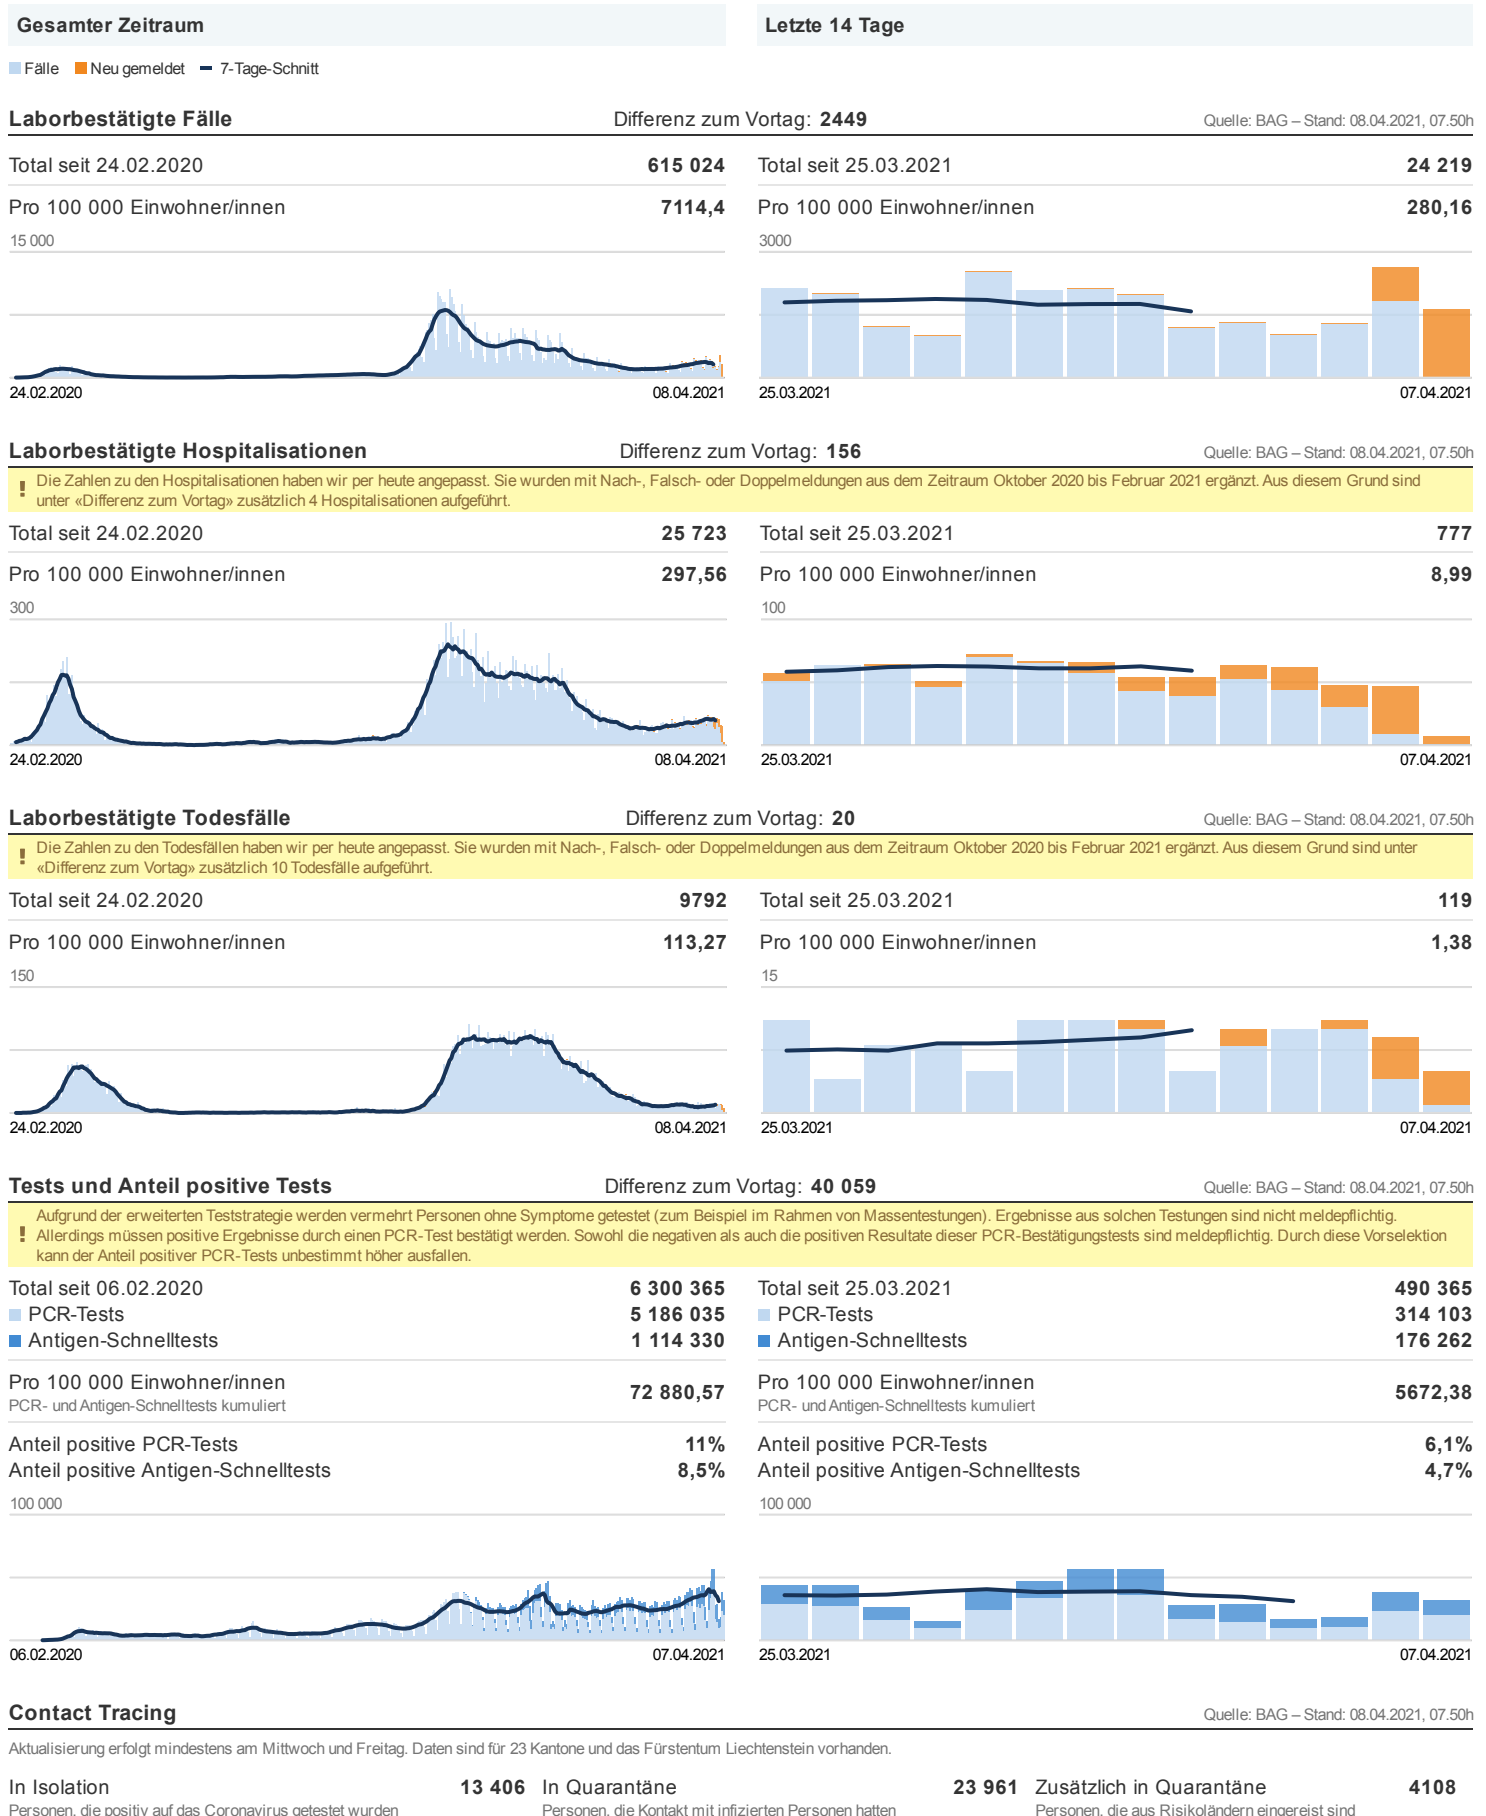 Gesamter Zeitraum
Letzte 14 Tage
Fälle Neu gemeldet 7-Tage-Schnitt
Laborbestätigte Fälle Differenz zum Vortag: 2449 Quelle: BAG – Stand: 08.04.2021, 07.50h
Total seit 24.02.2020 615 024 Total seit 25.03.2021 24 219
Pro 100 000 Einwohner/innen 7114,4 Pro 100 000 Einwohner/innen 280,16
15 000 3000
24.02.2020 08.04.2021 25.03.2021 07.04.2021
Laborbestätigte Hospitalisationen Differenz zum Vortag: 156 Quelle: BAG – Stand: 08.04.2021, 07.50h
! Die Zahlen zu den Hospitalisationen haben wir per heute angepasst. Sie wurden mit Nach-, Falsch- oder Doppelmeldungen aus dem Zeitraum Oktober 2020 bis Februar 2021 ergänzt. Aus diesem Grund sind
unter «Differenz zum Vortag» zusätzlich 4 Hospitalisationen aufgeführt.
Total seit 24.02.2020 25 723 Total seit 25.03.2021 777
Pro 100 000 Einwohner/innen 297,56 Pro 100 000 Einwohner/innen 8,99
300 100
24.02.2020 08.04.2021 25.03.2021 07.04.2021
Laborbestätigte Todesfälle Differenz zum Vortag: 20 Quelle: BAG – Stand: 08.04.2021, 07.50h
! Die Zahlen zu den Todesfällen haben wir per heute angepasst. Sie wurden mit Nach-, Falsch- oder Doppelmeldungen aus dem Zeitraum Oktober 2020 bis Februar 2021 ergänzt. Aus diesem Grund sind unter
«Differenz zum Vortag» zusätzlich 10 Todesfälle aufgeführt.
Total seit 24.02.2020 9792 Total seit 25.03.2021 119
Pro 100 000 Einwohner/innen 113,27 Pro 100 000 Einwohner/innen 1,38
150 15
24.02.2020 08.04.2021 25.03.2021 07.04.2021
Tests und Anteil positive Tests Differenz zum Vortag: 40 059 Quelle: BAG – Stand: 08.04.2021, 07.50h
Aufgrund der erweiterten Teststrategie werden vermehrt Personen ohne Symptome getestet (zum Beispiel im Rahmen von Massentestungen). Ergebnisse aus solchen Testungen sind nicht meldepflichtig.
! Allerdings müssen positive Ergebnisse durch einen PCR-Test bestätigt werden. Sowohl die negativen als auch die positiven Resultate dieser PCR-Bestätigungstests sind meldepflichtig. Durch diese Vorselektion
kann der Anteil positiver PCR-Tests unbestimmt höher ausfallen.
Total seit 06.02.2020 6 300 365 Total seit 25.03.2021 490 365
PCR-Tests 5 186 035 PCR-Tests 314 103
Antigen-Schnelltests 1 114 330 Antigen-Schnelltests 176 262
Pro 100 000 Einwohner/innen 72 880,57 Pro 100 000 Einwohner/innen 5672,38
PCR- und Antigen-Schnelltests kumuliert PCR- und Antigen-Schnelltests kumuliert
Anteil positive PCR-Tests 11% Anteil positive PCR-Tests 6,1%
Anteil positive Antigen-Schnelltests 8,5% Anteil positive Antigen-Schnelltests 4,7%
100 000 100 000
06.02.2020 07.04.2021 25.03.2021 07.04.2021
Contact Tracing Quelle: BAG – Stand: 08.04.2021, 07.50h
Aktualisierung erfolgt mindestens am Mittwoch und Freitag. Daten sind für 23 Kantone und das Fürstentum Liechtenstein vorhanden.
In Isolation 13 406 In Quarantäne 23 961 Zusätzlich in Quarantäne 4108
Personen, die positiv auf das Coronavirus getestet wurden Personen, die Kontakt mit infizierten Personen hatten Personen, die aus Risikoländern eingereist sind